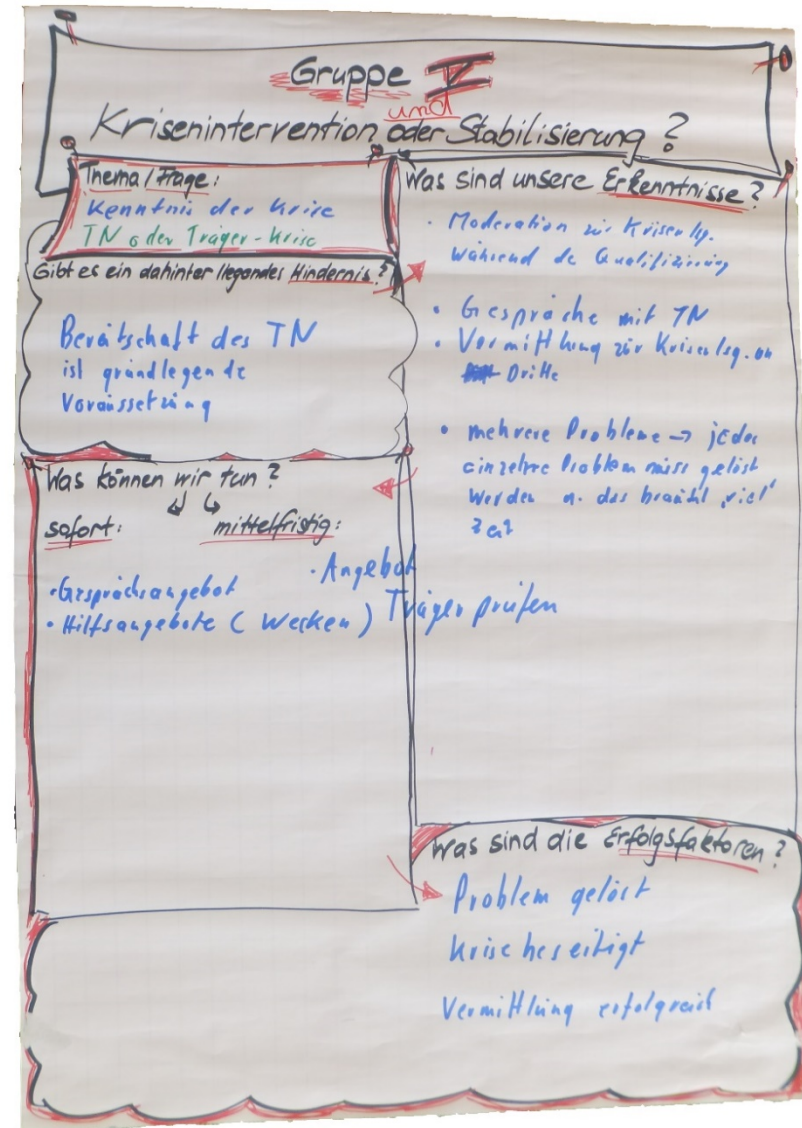 Gruppe V
und
Krisenintervention oder Stabilisierung ?
Thema / Frage :
Kenntnis der Krise
TN oder Träger-Krise
Gibt es ein dahinter liegendes Hindernis ?
Bereitschaft des TN
ist grundlegende
Voraussetzung
Was sind unsere Erkenntnisse ?
· Moderation zur Krisenlsg.
während de Qualifizierung
· Gespräche mit TN
· Vermittlung zur Krisenlsg. an
Dritte
· mehrere Probleme → jedes
einzelne Problem muss gelöst
werden u. das braucht „viel"
Zeit
Was können wir tun ?
sofort :
mittelfristig :
· Gesprächsangebot
· Hilfsangebote ( Wecken )
· Angebot
Träger prüfen
Was sind die Erfolgsfaktoren ?
Problem gelöst
Krise beseitigt
Vermittlung erfolgreich